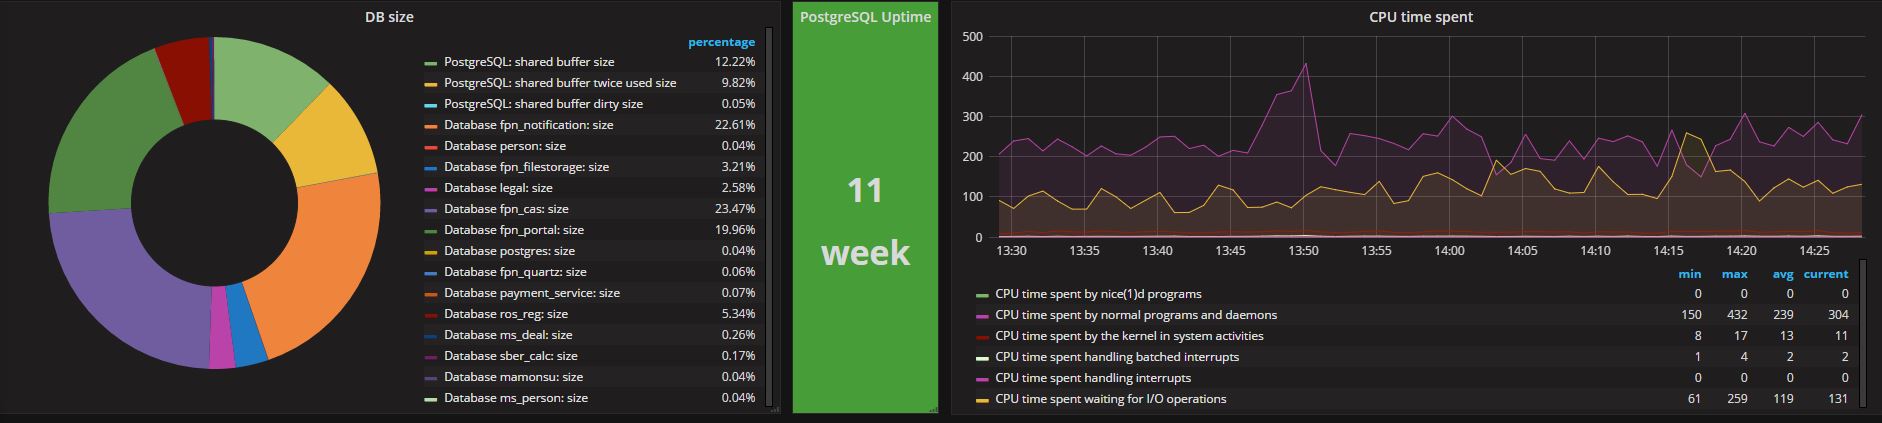 DB size
percentage
PostgreSQL: shared buffer size 12.22%
PostgreSQL: shared buffer twice used size 9.82%
PostgreSQL: shared buffer dirty size 0.05%
Database fpn_notification: size 22.61%
Database person: size 0.04%
Database fpn_filestorage: size 3.21%
Database legal: size 2.58%
Database fpn_cas: size 23.47%
Database fpn_portal: size 19.96%
Database postgres: size 0.04%
Database fpn_quartz: size 0.06%
Database payment_service: size 0.07%
Database ros_reg: size 5.34%
Database ms_deal: size 0.26%
Database sber_calc: size 0.17%
Database mamonsu: size 0.04%
Database ms_person: size 0.04%
PostgreSQL Uptime
11
week
CPU time spent
500
400
300
200
100
0
13:30 13:35 13:40 13:45 13:50 13:55 14:00 14:05 14:10 14:15 14:20 14:25
min max avg current
CPU time spent by nice(1)d programs 0 0 0 0
CPU time spent by normal programs and daemons 150 432 239 304
CPU time spent by the kernel in system activities 8 17 13 11
CPU time spent handling batched interrupts 1 4 2 2
CPU time spent handling interrupts 0 0 0 0
CPU time spent waiting for I/O operations 61 259 119 131